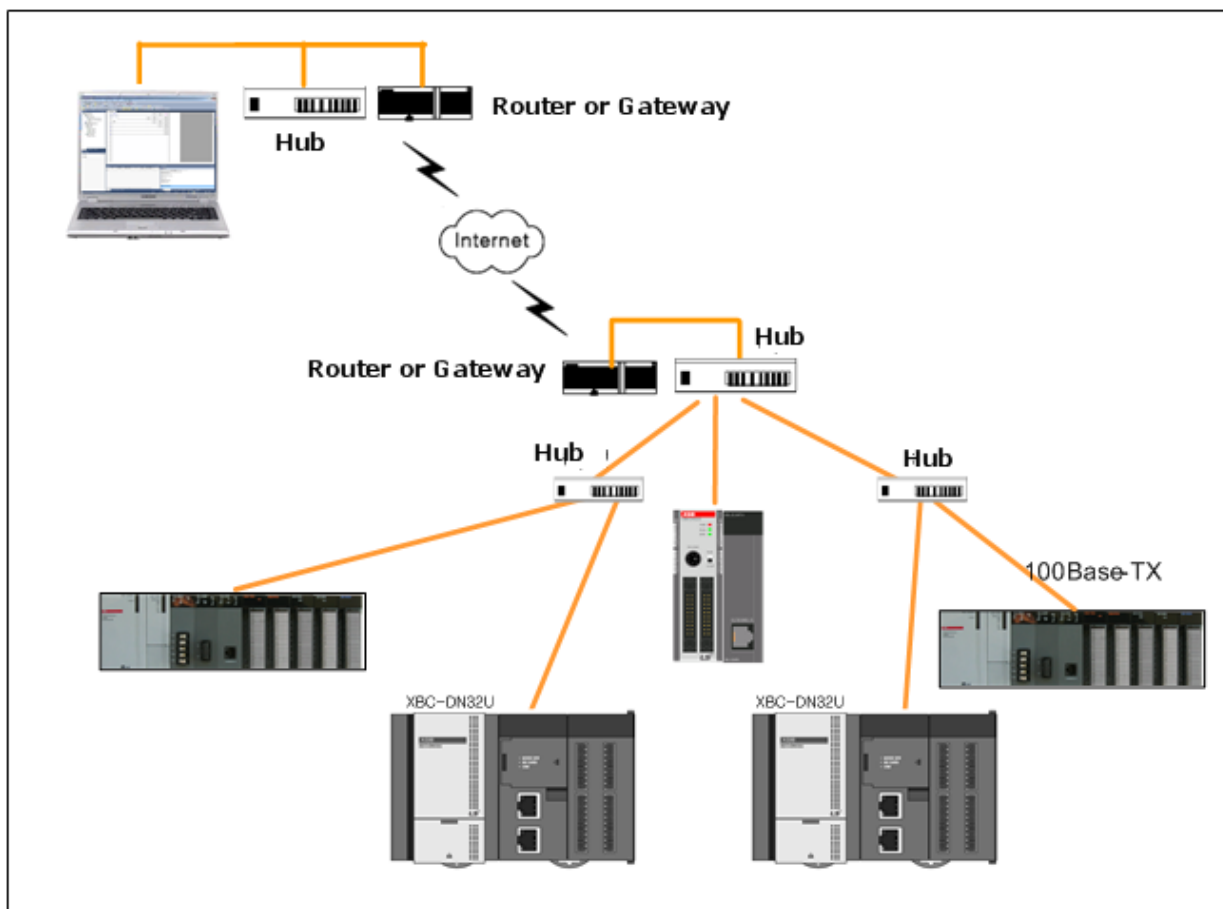 Router or Gateway
Hub
Internet
Hub
Router or Gateway
Hub
Hub
100Base-TX
XBC-DN32U
XBC-DN32U